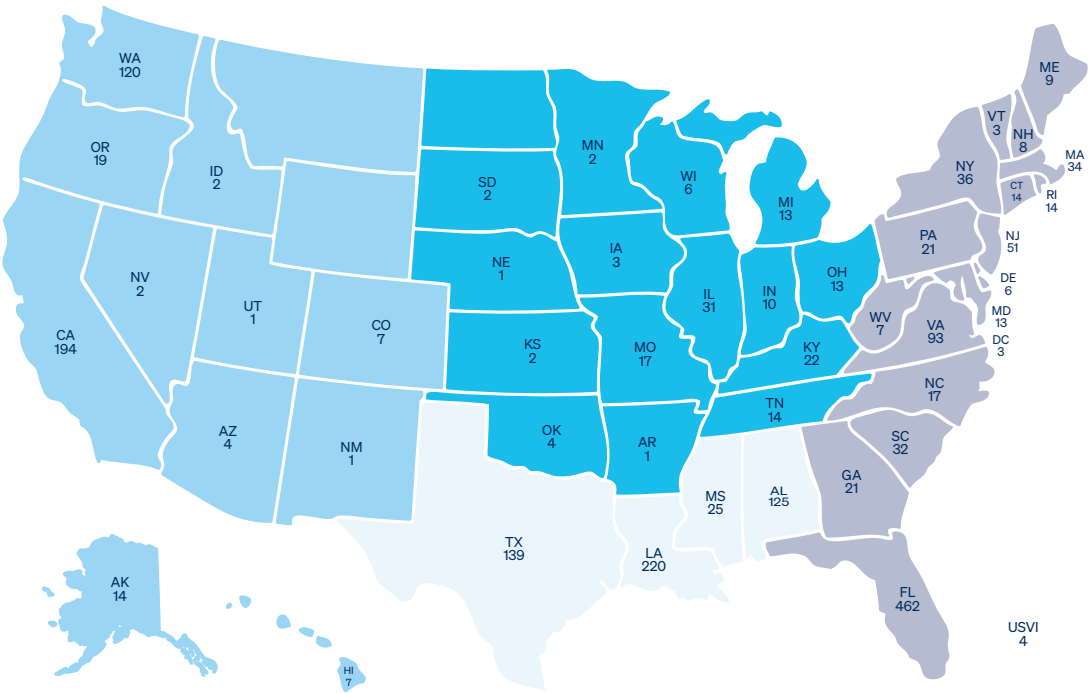 ME
9
WA
120
VT
3
NH
8
OR
19
MN
2
MA
34
NY
36
ID
2
WI
6
SD
2
CT
14
RI
14
MI
13
PA
21
NJ
51
IA
3
NE
1
OH
13
DE
6
NV
2
IN
10
IL
31
UT
1
WV
7
MD
13
VA
93
CO
7
CA
194
DC
3
KS
2
MO
17
KY
22
NC
17
TN
14
AZ
4
OK
4
SC
32
NM
1
AR
1
GA
21
MS
25
AL
125
TX
139
LA
220
AK
14
FL
462
USVI
4
HI
7